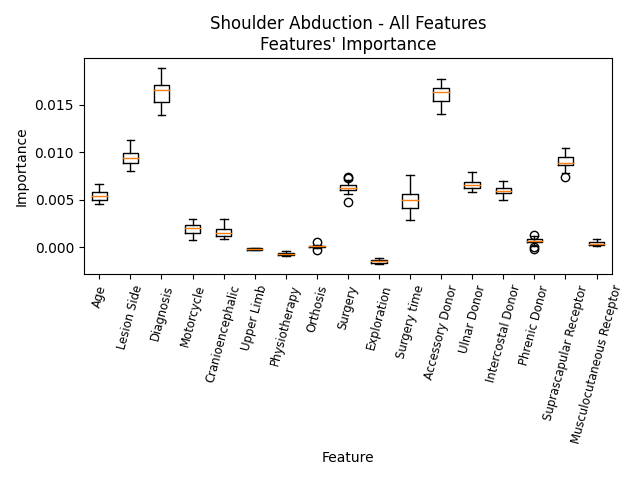 Shoulder Abduction - All Features
Features' Importance
Importance
0.015
0.010
0.005
0.000
Age
Lesion Side
Diagnosis
Motorcycle
Cranioencephalic
Upper Limb
Physiotherapy
Orthosis
Surgery
Exploration
Surgery time
Accessory Donor
Ulnar Donor
Intercostal Donor
Phrenic Donor
Suprascapular Receptor
Musculocutaneous Receptor
Feature